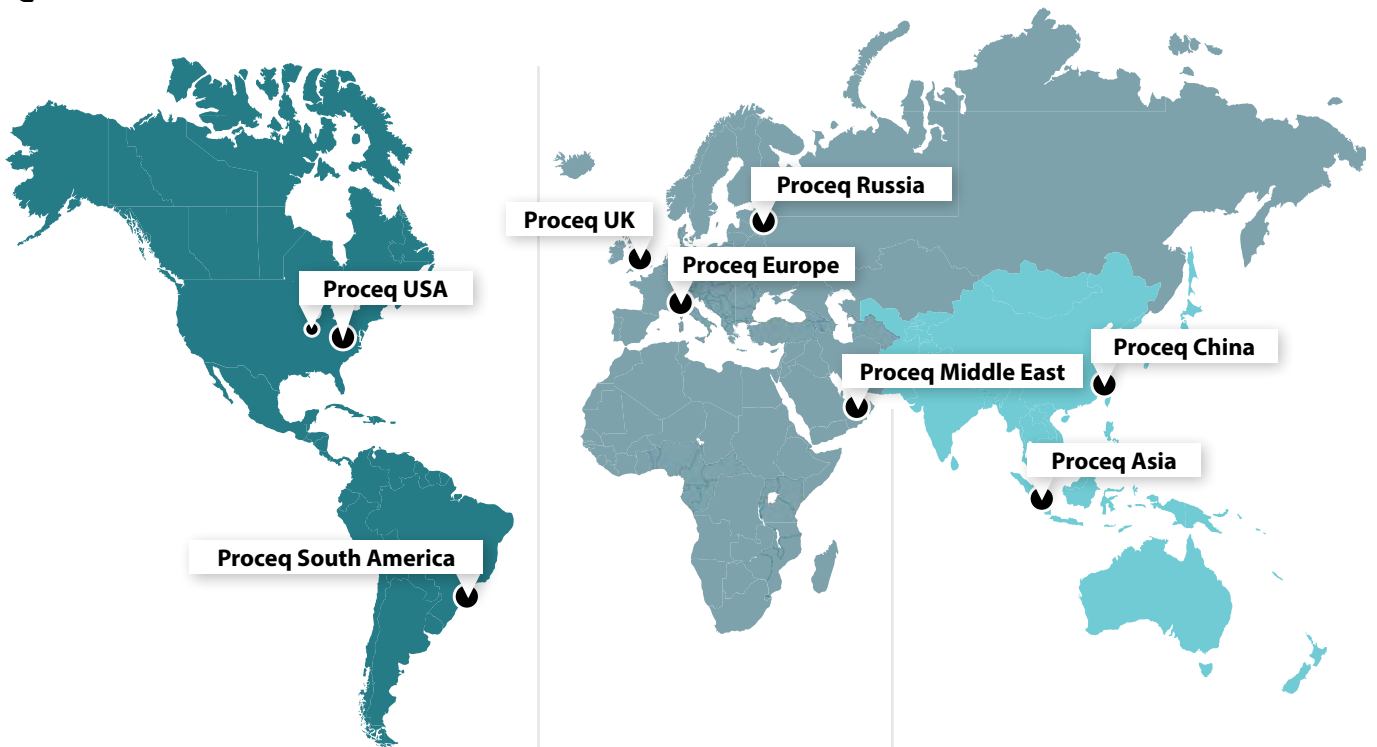 Proceq Russia
Proceq UK
Proceq Europe
Proceq USA
Proceq China
Proceq Middle East
Proceq Asia
Proceq South America